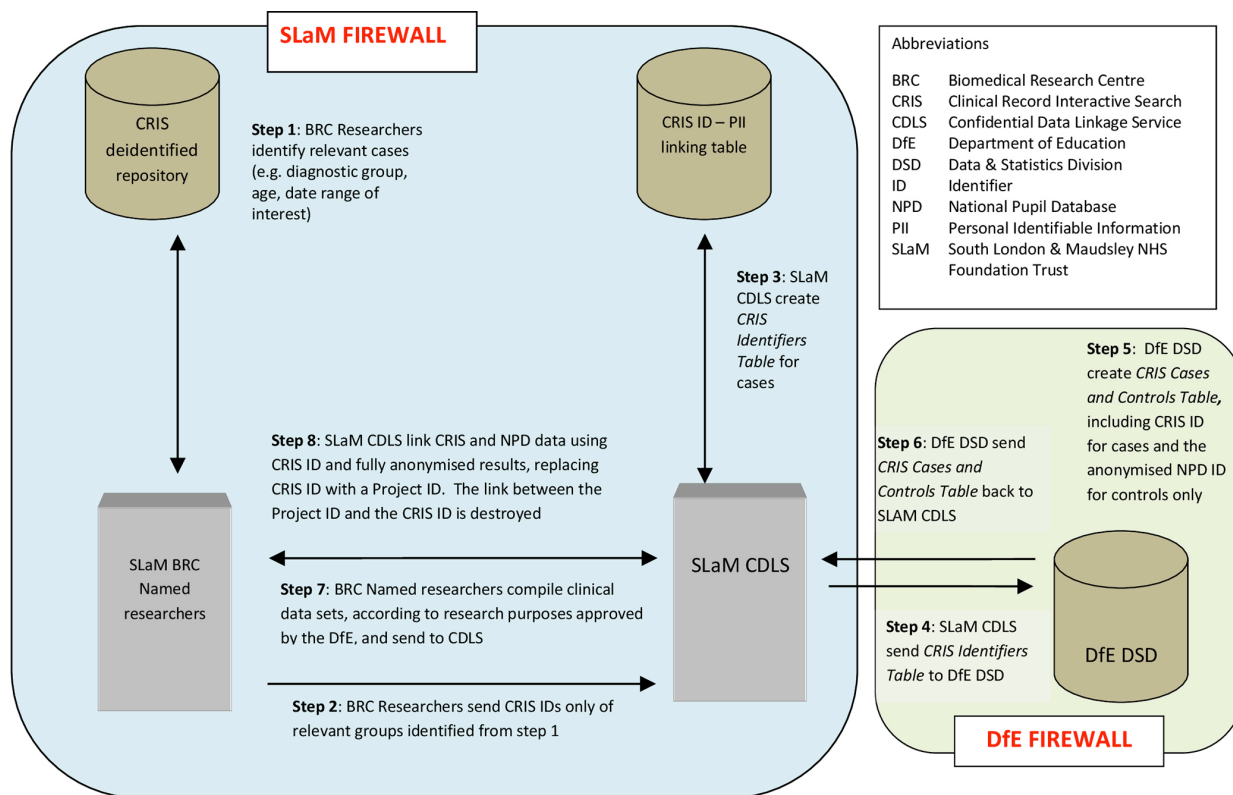 SLaM FIREWALL
CRIS
deidentified
repository
Step 1: BRC Researchers
identify relevant cases
(e.g. diagnostic group,
age, date range of
interest)
CRIS ID – PII
linking table
Step 3: SLaM
CDLS create
CRIS
Identifiers
Table for
cases
Step 8: SLaM CDLS link CRIS and NPD data using
CRIS ID and fully anonymised results, replacing
CRIS ID with a Project ID. The link between the
Project ID and the CRIS ID is destroyed
SLaM BRC
Named
researchers
SLaM CDLS
Step 7: BRC Named researchers compile clinical
data sets, according to research purposes approved
by the DfE, and send to CDLS
Step 2: BRC Researchers send CRIS IDs only of
relevant groups identified from step 1
Abbreviations
BRC Biomedical Research Centre
CRIS Clinical Record Interactive Search
CDLS Confidential Data Linkage Service
DfE Department of Education
DSD Data & Statistics Division
ID Identifier
NPD National Pupil Database
PII Personal Identifiable Information
SLaM South London & Maudsley NHS
Foundation Trust
Step 5: DfE DSD
create CRIS Cases
and Controls Table,
including CRIS ID
for cases and the
anonymised NPD ID
for controls only
Step 6: DfE DSD send
CRIS Cases and
Controls Table back to
SLAM CDLS
Step 4: SLaM CDLS
send CRIS Identifiers
Table to DfE DSD
DfE DSD
DfE FIREWALL